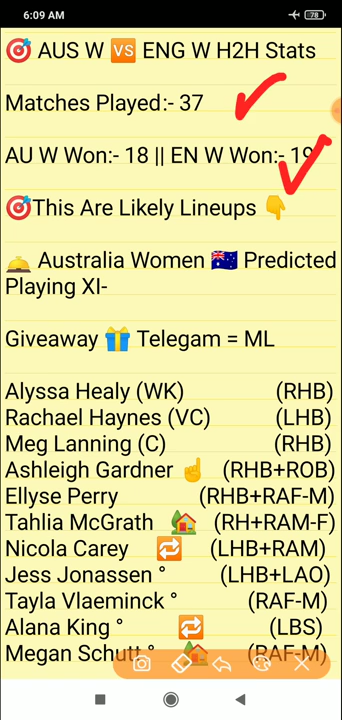 6:09 AM
78
🎯 AUS W 🆚 ENG W H2H Stats
Matches Played:- 37
AU W Won:- 18 || EN W Won:- 19
🎯This Are Likely Lineups 👇
🛎️ Australia Women 🇦🇺 Predicted
Playing XI-
Giveaway 🎁 Telegam = ML
Alyssa Healy (WK) (RHB)
Rachael Haynes (VC) (LHB)
Meg Lanning (C) (RHB)
Ashleigh Gardner ☝️ (RHB+ROB)
Ellyse Perry (RHB+RAF-M)
Tahlia McGrath 🏡 (RH+RAM-F)
Nicola Carey 🔁 (LHB+RAM)
Jess Jonassen ° (LHB+LAO)
Tayla Vlaeminck ° (RAF-M)
Alana King ° 🔁 (LBS)
Megan Schutt ° 🏡 (RAF-M)